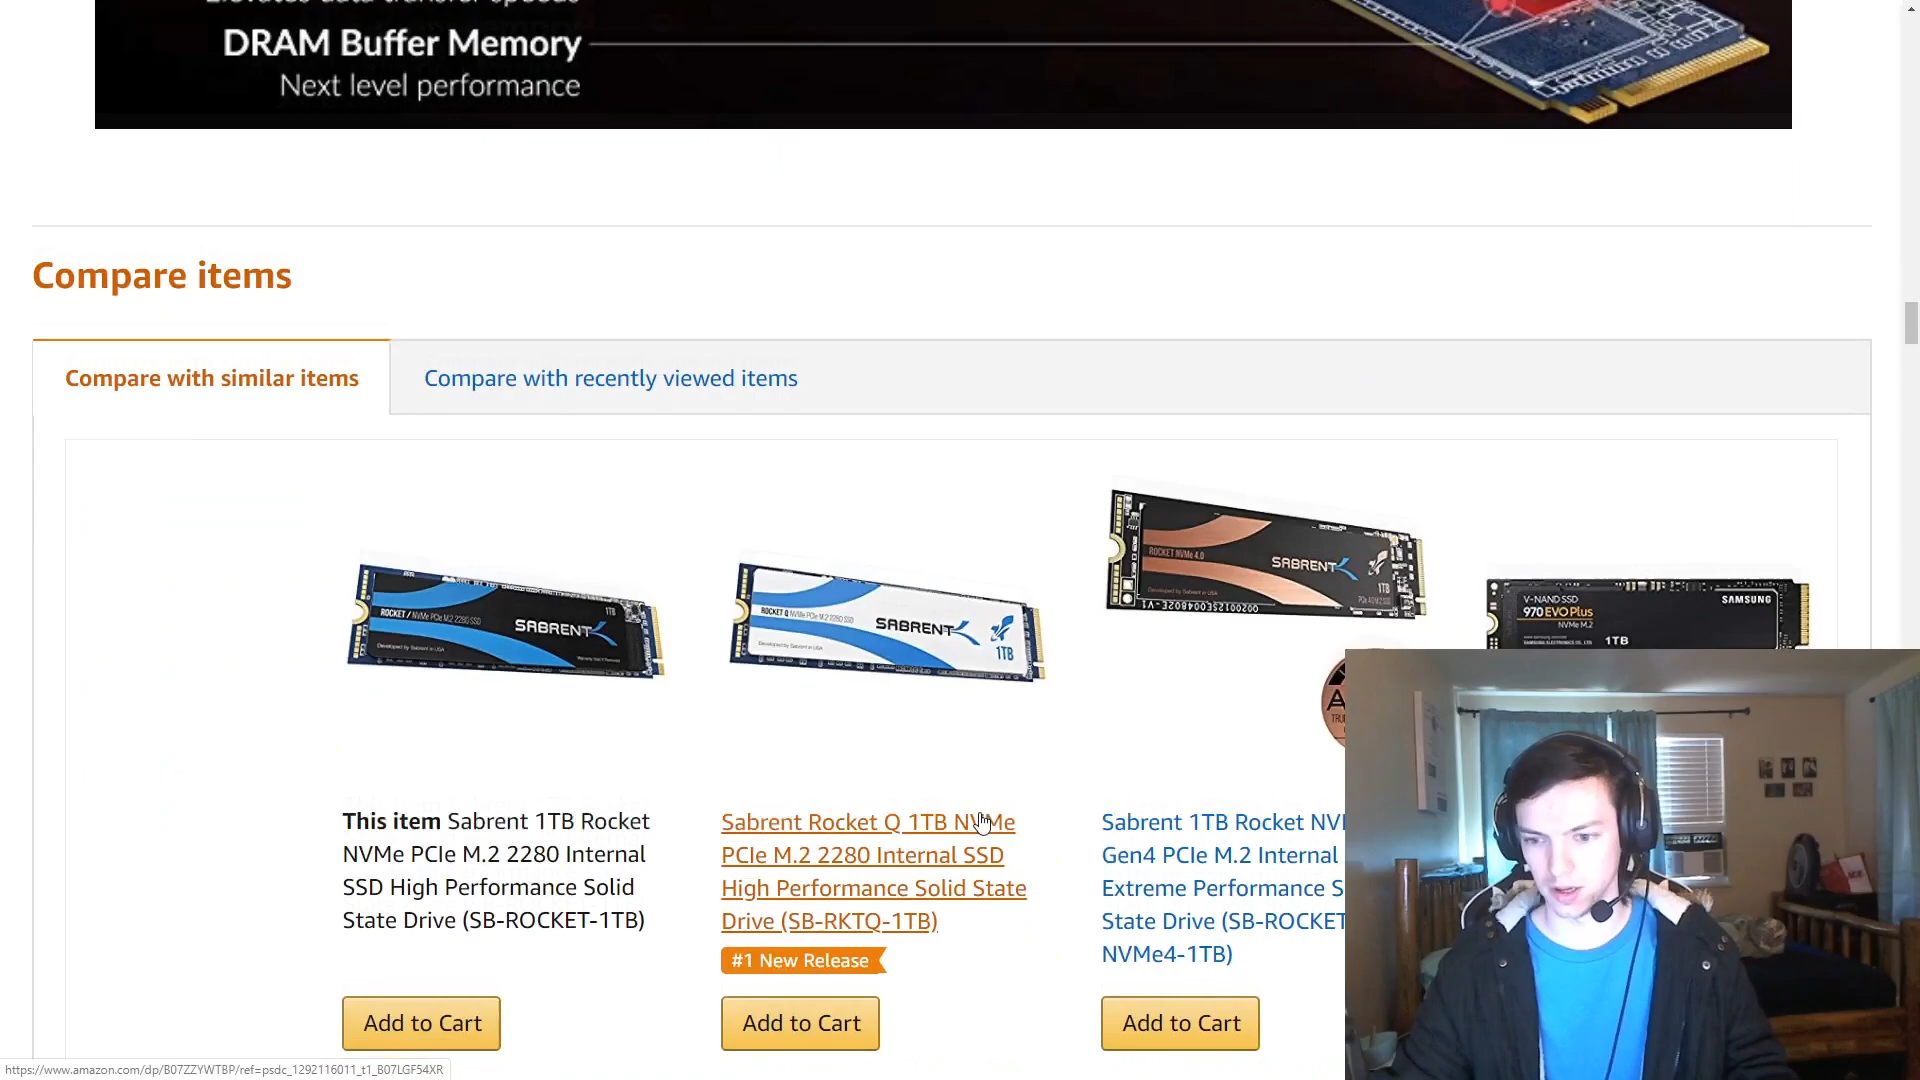 DRAM Buffer Memory
Next level performance
Compare items
Compare with similar items
Compare with recently viewed items
ROCKET / NVMe PCIe M.2 2280 SSD
SABRENT
1TB
Developed by Sabrent in USA
ROCKET Q NVMe PCIe M.2 2280 SSD
SABRENT
1TB
Developed by Sabrent in USA
ROCKET NVMe 4.0
SABRENT
1TB
Developed by Sabrent in USA
V-NAND SSD
970 EVO Plus
NVMe M.2
SAMSUNG
1TB
This item Sabrent 1TB Rocket
NVMe PCIe M.2 2280 Internal
SSD High Performance Solid
State Drive (SB-ROCKET-1TB)
Add to Cart
Sabrent Rocket Q 1TB NVMe
PCIe M.2 2280 Internal SSD
High Performance Solid State
Drive (SB-RKTQ-1TB)
#1 New Release
Add to Cart
Sabrent 1TB Rocket
Gen4 PCIe M.2 Internal
Extreme Performance
State Drive (SB-ROCKET
NVMe4-1TB)
Add to Cart
https://www.amazon.com/dp/B07ZZYWTBP/ref=psdc_1292116011_t1_B07LGF54XR